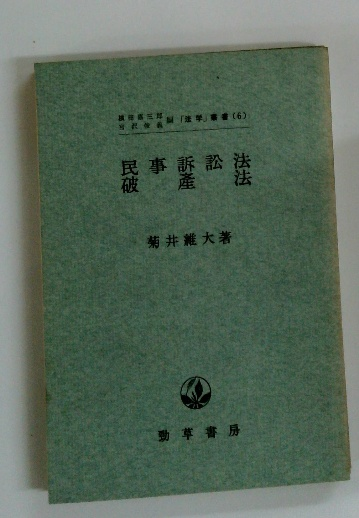 編「法学」叢書(6)
民事訴訟法
破產法
菊井維大著
勁草書房